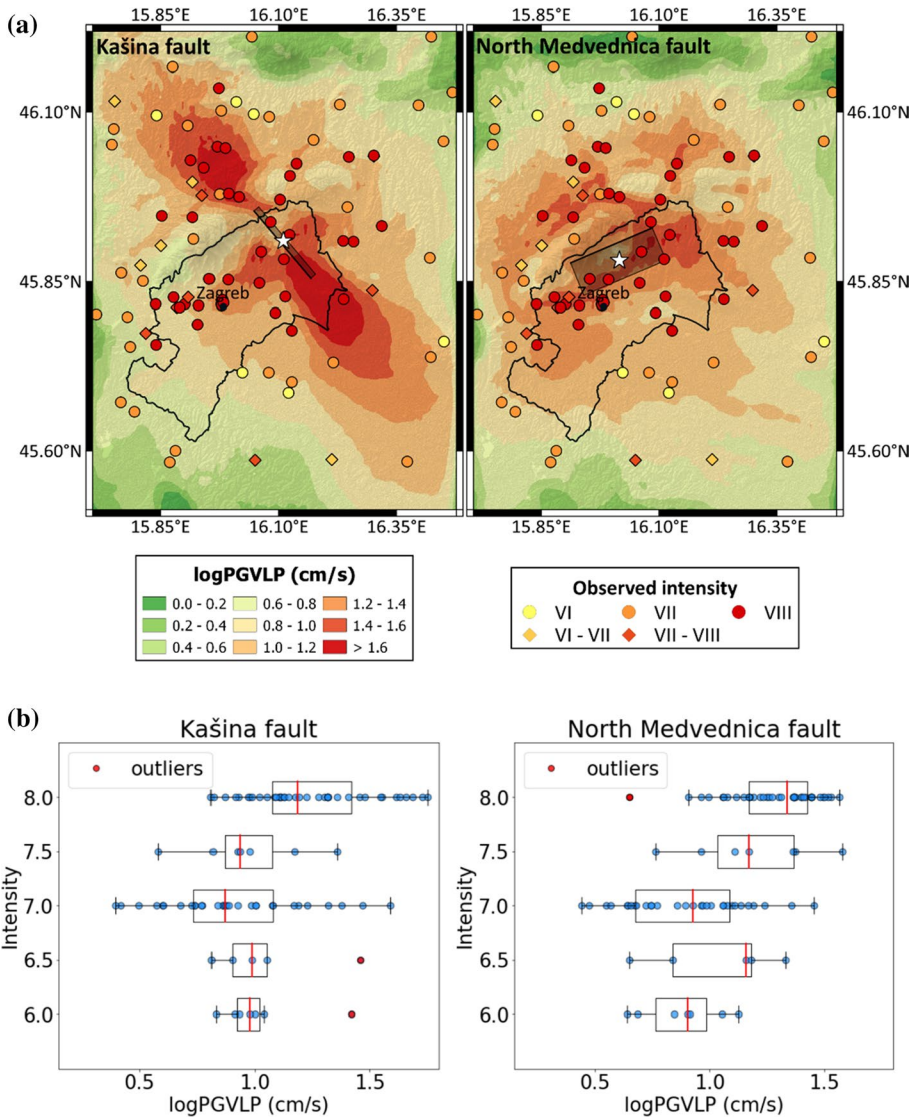 (a)
15.85°E 16.10°E 16.35°E 15.85°E 16.10°E 16.35°E
Kašina fault North Medvednica fault
46.10°N 46.10°N
45.85°N 45.85°N
Zagreb Zagreb
45.60°N 45.60°N
15.85°E 16.10°E 16.35°E 15.85°E 16.10°E 16.35°E
logPGVLP (cm/s)
0.0 - 0.2 0.6 - 0.8 1.2 - 1.4
0.2 - 0.4 0.8 - 1.0 1.4 - 1.6
0.4 - 0.6 1.0 - 1.2 > 1.6
Observed intensity
VI VII VIII
VI - VII VII - VIII
(b)
Kašina fault
outliers
Intensity
8.0
7.5
7.0
6.5
6.0
0.5 1.0 1.5
logPGVLP (cm/s)
North Medvednica fault
outliers
Intensity
8.0
7.5
7.0
6.5
6.0
0.5 1.0 1.5
logPGVLP (cm/s)